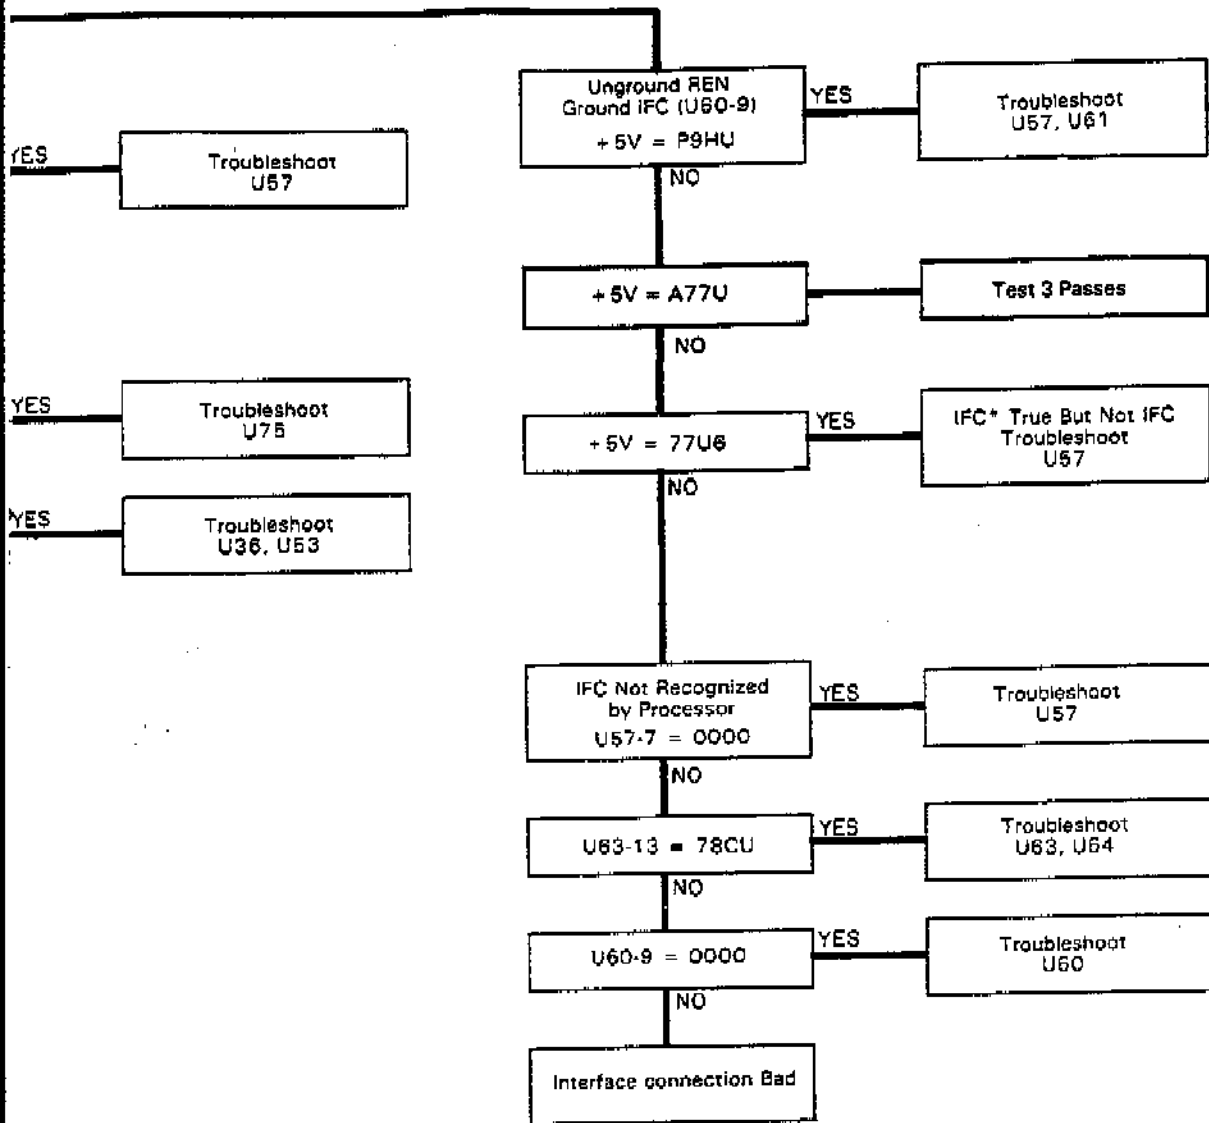 Unground REN
Ground IFC (U60-9)
+5V = P9HU
YES
Troubleshoot
U57, U61
NO
YES
Troubleshoot
U57
+5V = A77U
Test 3 Passes
NO
YES
Troubleshoot
U75
+5V = 77U6
YES
IFC* True But Not IFC
Troubleshoot
U57
NO
YES
Troubleshoot
U36, U53
IFC Not Recognized
by Processor
U57-7 = 0000
YES
Troubleshoot
U57
NO
U63-13 = 78CU
YES
Troubleshoot
U63, U64
NO
U60-9 = 0000
YES
Troubleshoot
U60
NO
Interface connection Bad